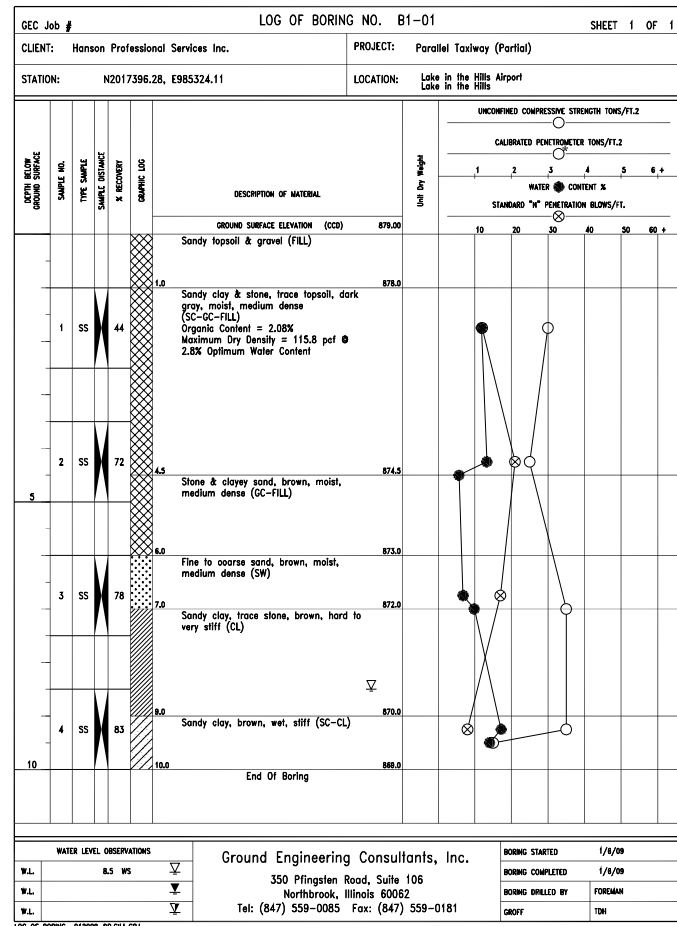 GEC Job #
LOG OF BORING NO. B1-01
SHEET 1 OF 1
CLIENT: Hanson Professional Services Inc.
PROJECT: Parallel Taxiway (Partial)
STATION: N2017396.28, E985324.11
LOCATION: Lake in the Hills Airport
Lake in the Hills
DEPTH BELOW
GROUND SURFACE
SAMPLE NO.
TYPE SAMPLE
SAMPLE DISTANCE
% RECOVERY
GRAPHIC LOG
DESCRIPTION OF MATERIAL
GROUND SURFACE ELEVATION (CCD) 879.00
Unit Dry Weight
UNCONFINED COMPRESSIVE STRENGTH TONS/FT.2
CALIBRATED PENETROMETER TONS/FT.2
*
1 2 3 4 5 6 +
WATER CONTENT %
STANDARD "N" PENETRATION BLOWS/FT.
10 20 30 40 50 60 +
Sandy topsoil & gravel (FILL)
1.0 878.0
Sandy clay & stone, trace topsoil, dark
gray, moist, medium dense
(SC-GC-FILL)
Organic Content = 2.08%
Maximum Dry Density = 115.8 pcf @
2.8% Optimum Water Content
1 SS 44
2 SS 72
4.5 874.5
Stone & clayey sand, brown, moist,
medium dense (GC-FILL)
5
6.0 873.0
Fine to coarse sand, brown, moist,
medium dense (SW)
3 SS 78
7.0 872.0
Sandy clay, trace stone, brown, hard to
very stiff (CL)
9.0 870.0
Sandy clay, brown, wet, stiff (SC-CL)
4 SS 83
10 10.0 869.0
End Of Boring
WATER LEVEL OBSERVATIONS
W.L. 8.5 WS
W.L.
W.L.
Ground Engineering Consultants, Inc.
350 Pfingsten Road, Suite 106
Northbrook, Illinois 60062
Tel: (847) 559-0085 Fax: (847) 559-0181
BORING STARTED 1/8/09
BORING COMPLETED 1/8/09
BORING DRILLED BY FOREMAN
GROFF TDH